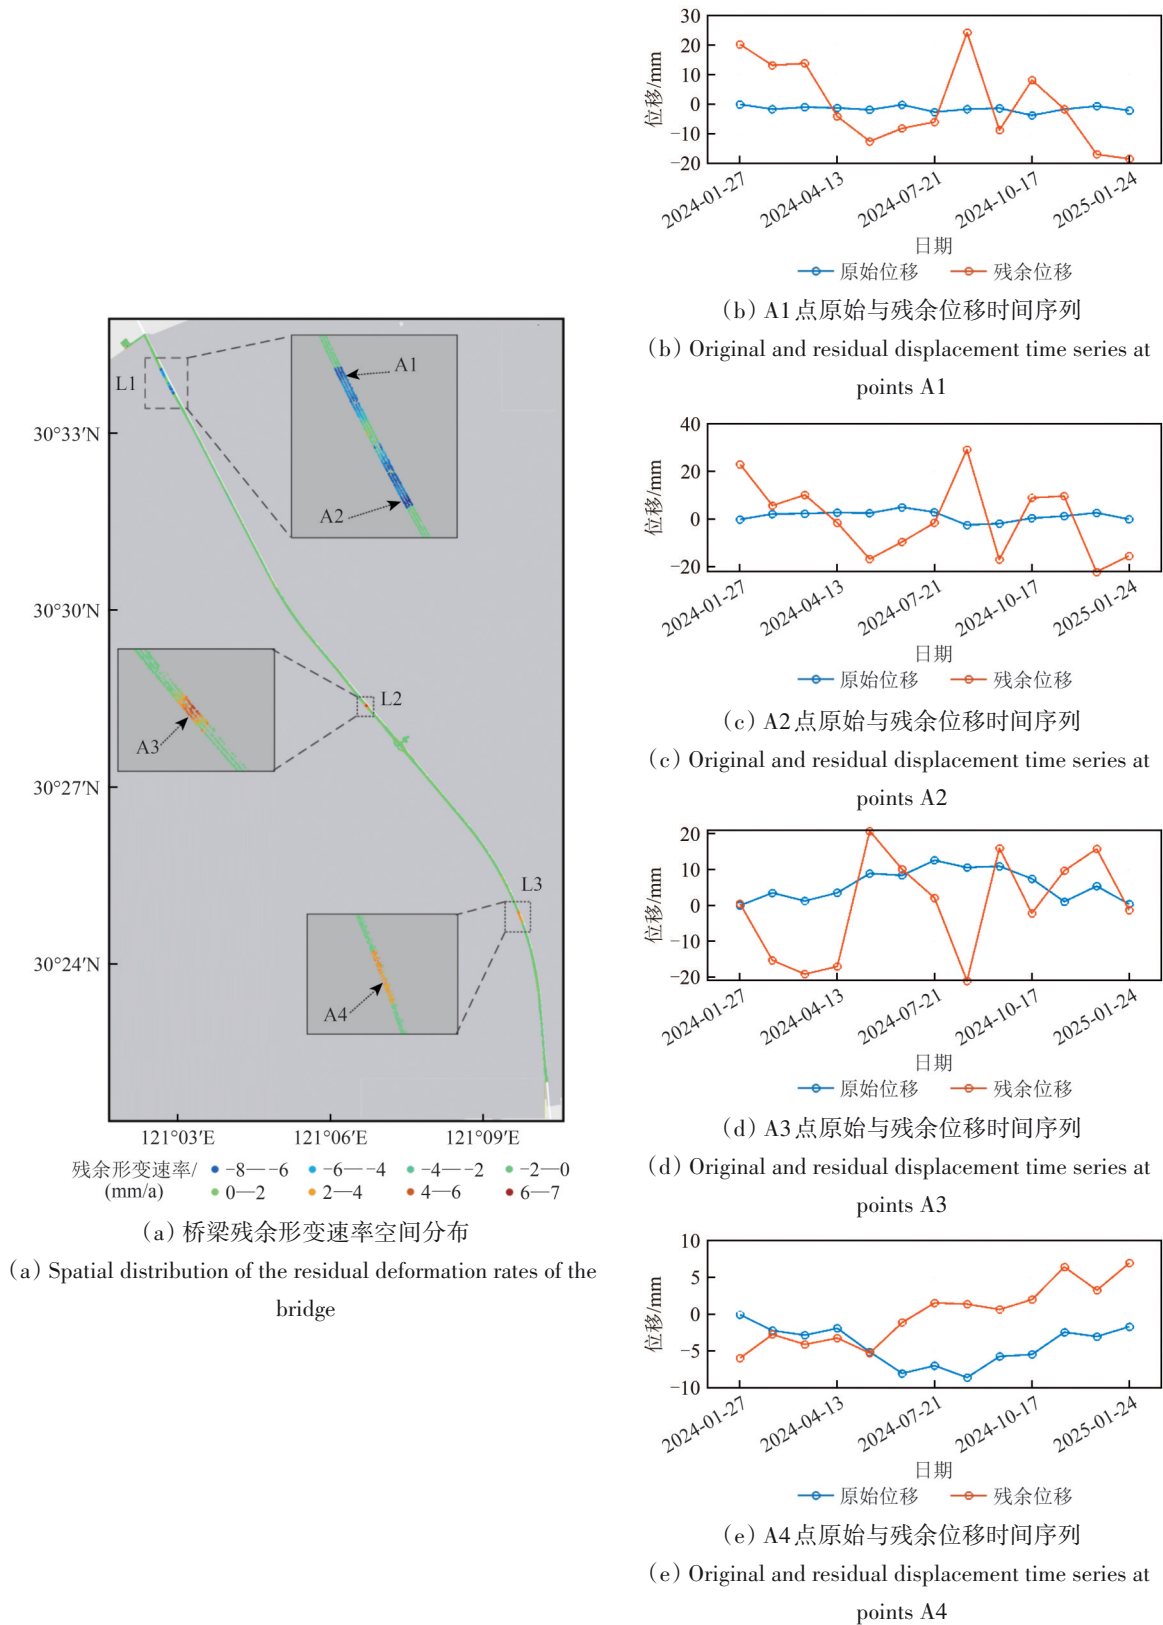 L1
A1
A2
30°33′N
30°30′N
L2
A3
30°27′N
L3
A4
30°24′N
121°03′E 121°06′E 121°09′E
残余形变速率/
(mm/a)
-8—-6 -6—-4 -4—-2 -2—0
0—2 2—4 4—6 6—7
(a) 桥梁残余形变速率空间分布
(a) Spatial distribution of the residual deformation rates of the
bridge
位移/mm
30
20
10
0
-10
-20
2024-01-27 2024-04-13 2024-07-21 2024-10-17 2025-01-24
日期
原始位移 残余位移
(b) A1点原始与残余位移时间序列
(b) Original and residual displacement time series at
points A1
位移/mm
40
20
0
-20
2024-01-27 2024-04-13 2024-07-21 2024-10-17 2025-01-24
日期
原始位移 残余位移
(c) A2点原始与残余位移时间序列
(c) Original and residual displacement time series at
points A2
位移/mm
20
10
0
-10
-20
2024-01-27 2024-04-13 2024-07-21 2024-10-17 2025-01-24
日期
原始位移 残余位移
(d) A3点原始与残余位移时间序列
(d) Original and residual displacement time series at
points A3
位移/mm
10
5
0
-5
-10
2024-01-27 2024-04-13 2024-07-21 2024-10-17 2025-01-24
日期
原始位移 残余位移
(e) A4点原始与残余位移时间序列
(e) Original and residual displacement time series at
points A4